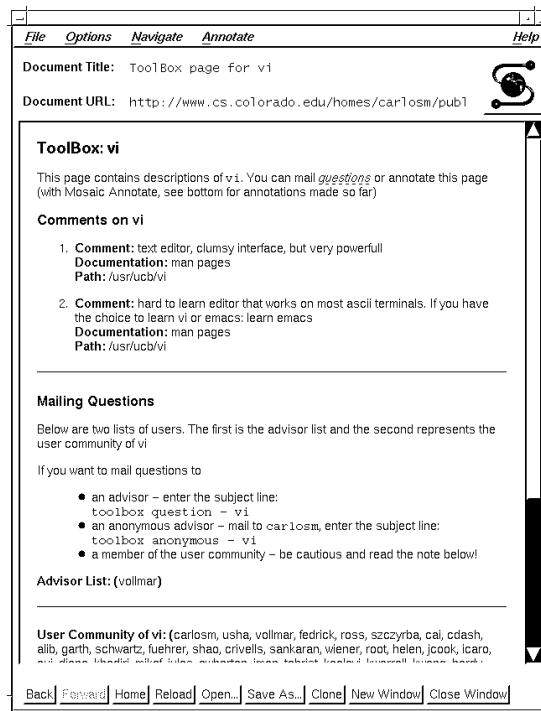 File Options Navigate Annotate Help
Document Title: ToolBox page for vi
Document URL: http://www.cs.colorado.edu/homes/carlosm/publ
ToolBox: vi
This page contains descriptions of vi. You can mail questions or annotate this page
(with Mosaic Annotate, see bottom for annotations made so far)
Comments on vi
1. Comment: text editor, clumsy interface, but very powerfull
Documentation: man pages
Path: /usr/ucb/vi
2. Comment: hard to learn editor that works on most ascii terminals. If you have
the choice to learn vi or emacs: learn emacs
Documentation: man pages
Path: /usr/ucb/vi
Mailing Questions
Below are two lists of users. The first is the advisor list and the second represents the
user community of vi
If you want to mail questions to
● an advisor – enter the subject line:
toolbox question - vi
● an anonymous advisor – mail to carlosm, enter the subject line:
toolbox anonymous - vi
● a member of the user community – be cautious and read the note below!
Advisor List: (vollmar)
User Community of vi: (carlosm, usha, vollmar, fedrick, ross, szczyrba, cai, cdash,
alib, garth, schwartz, fuehrer, shao, crivells, sankaran, wiener, root, helen, jcook, icaro,
Back Forward Home Reload Open... Save As... Clone New Window Close Window